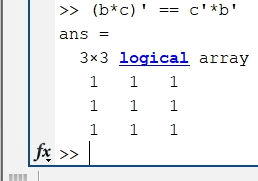 >> (b*c)' == c'*b'
ans =
3×3 logical array
1 1 1
1 1 1
1 1 1
fx >>